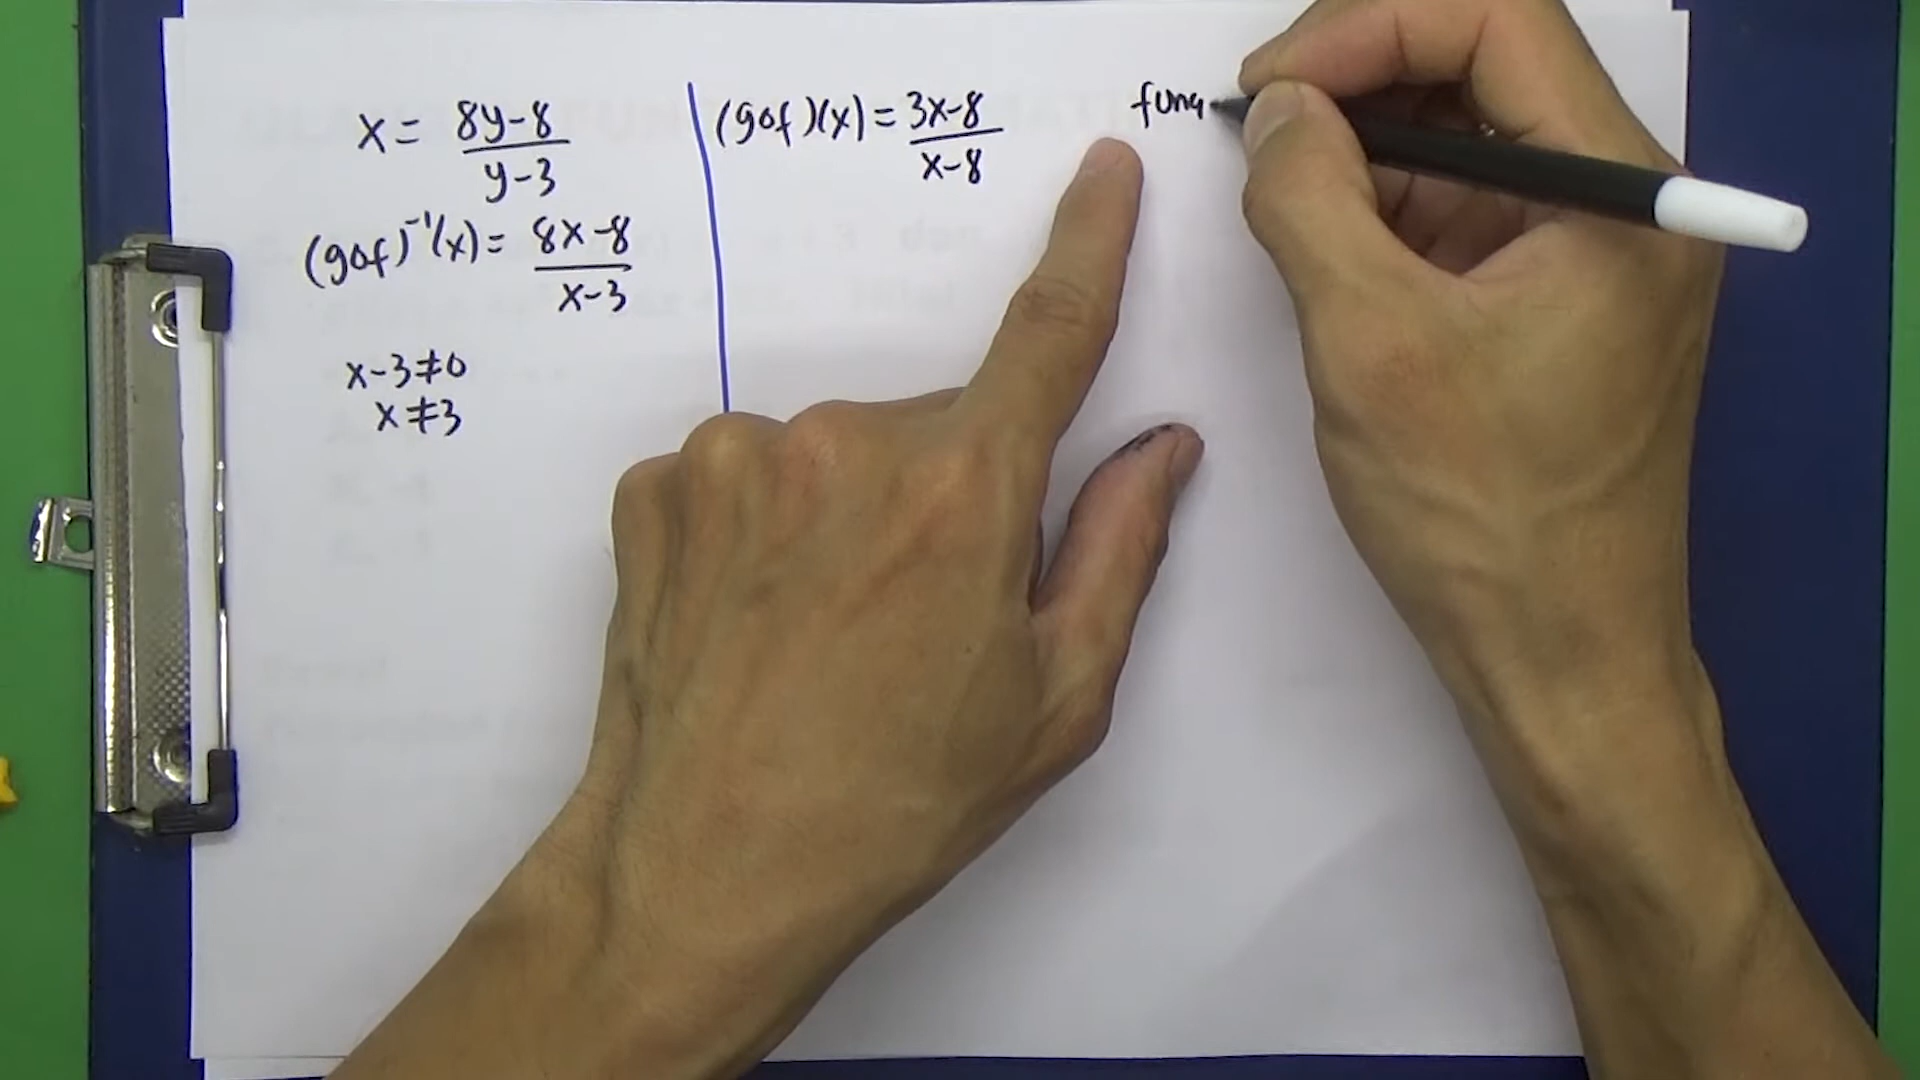 x = 8y-8
y-3
(gof)⁻¹(x) = 8x-8
x-3
x-3≠0
x≠3
(gof)(x) = 3x-8
x-8
fung